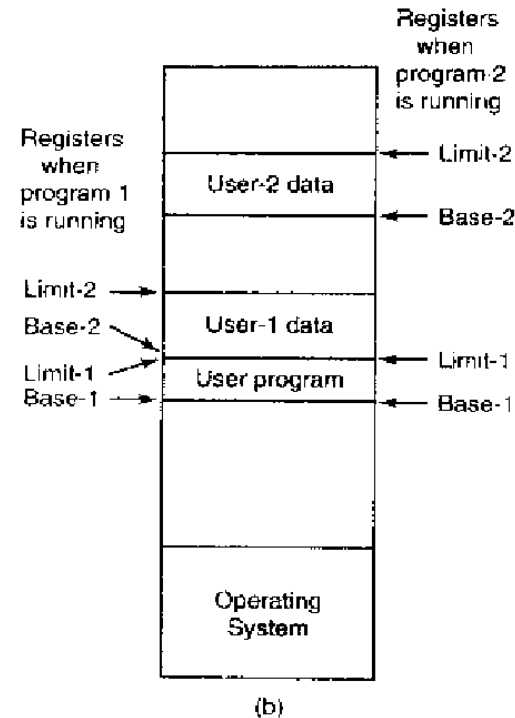 Registers
when
program 2
is running
Registers
when
program 1
is running
Limit-2
User-2 data
Base-2
Limit-2
User-1 data
Base-2
Limit-1
Limit-1
User program
Base-1
Base-1
Operating
System
(b)